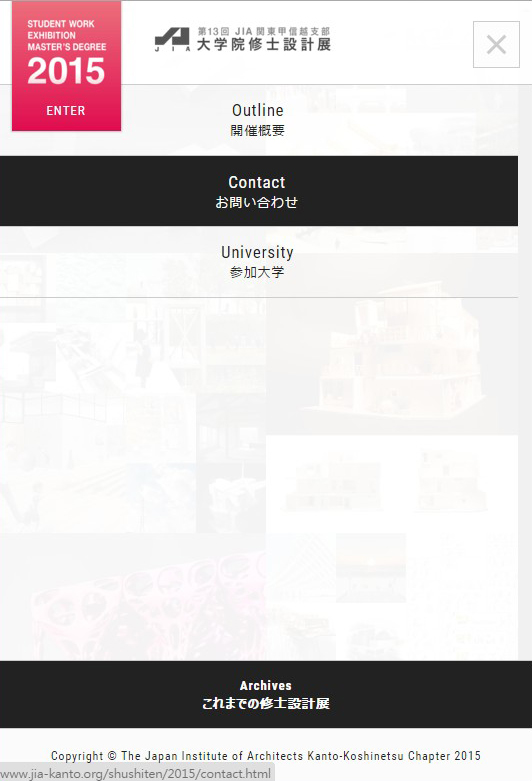 STUDENT WORK
EXHIBITION
MASTER'S DEGREE
2015
ENTER
JIA
第13回 JIA 関東甲信越支部
大学院修士設計展
Outline
開催概要
Contact
お問い合わせ
University
参加大学
Archives
これまでの修士設計展
Copyright © The Japan Institute of Architects Kanto-Koshinetsu Chapter 2015
www.jia-kanto.org/shushiten/2015/contact.html